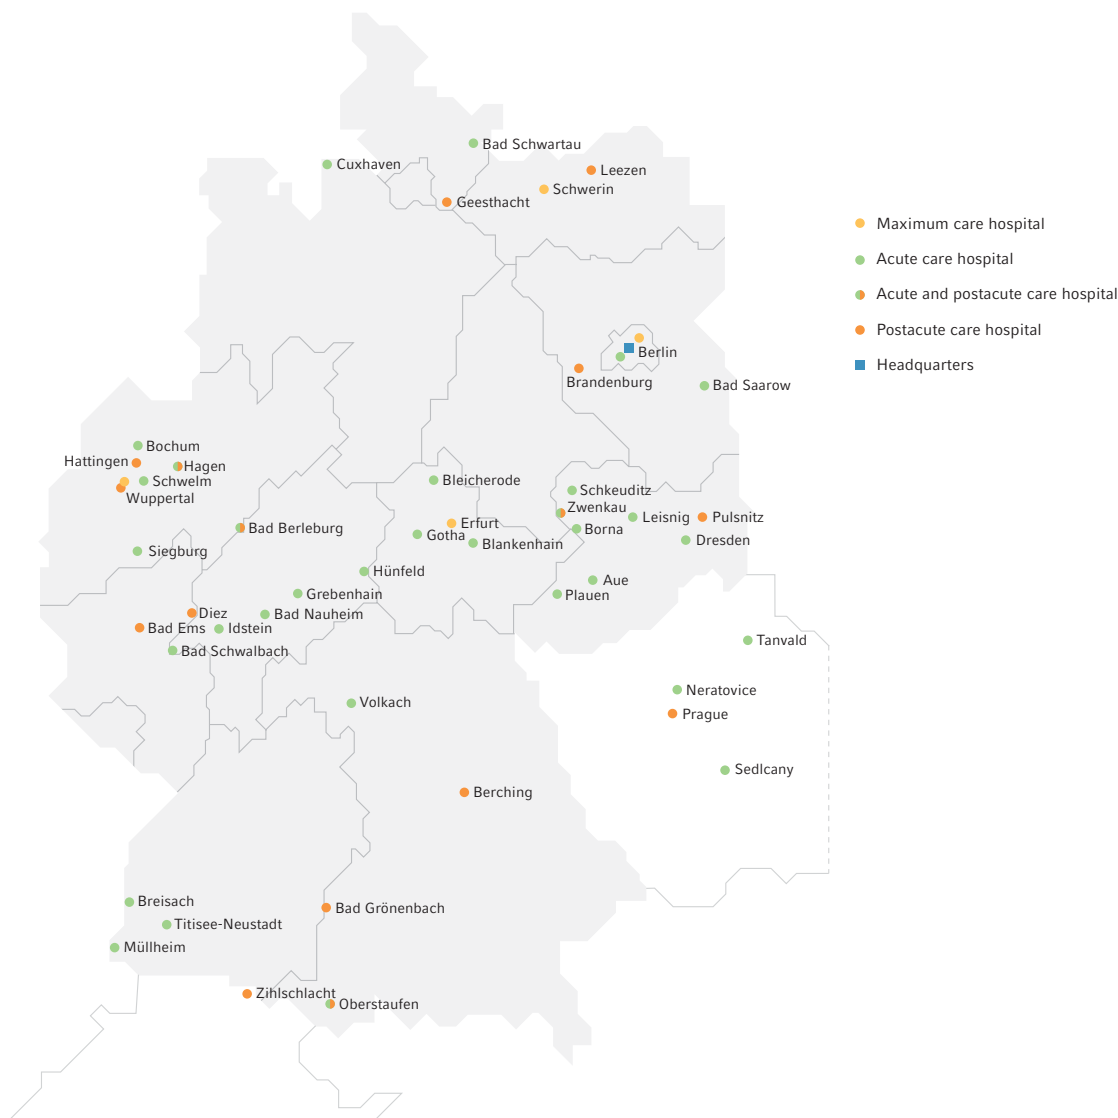 Bad Schwartau
Cuxhaven
Leezen
Schwerin
Geesthacht
Maximum care hospital
Acute care hospital
Acute and postacute care hospital
Postacute care hospital
Headquarters
Berlin
Brandenburg
Bad Saarow
Bochum
Hattingen
Hagen
Schwelm
Wuppertal
Bleicherode
Schkeuditz
Zwenkau
Leisnig
Pulsnitz
Erfurt
Bad Berleburg
Gotha
Borna
Blankenhain
Dresden
Siegburg
Hünfeld
Aue
Grebenhain
Plauen
Diez
Bad Nauheim
Bad Ems
Idstein
Bad Schwalbach
Tanvald
Neratovice
Volkach
Prague
Sedlcany
Berching
Breisach
Bad Grönenbach
Titisee-Neustadt
Müllheim
Zihlschlacht
Oberstaufen